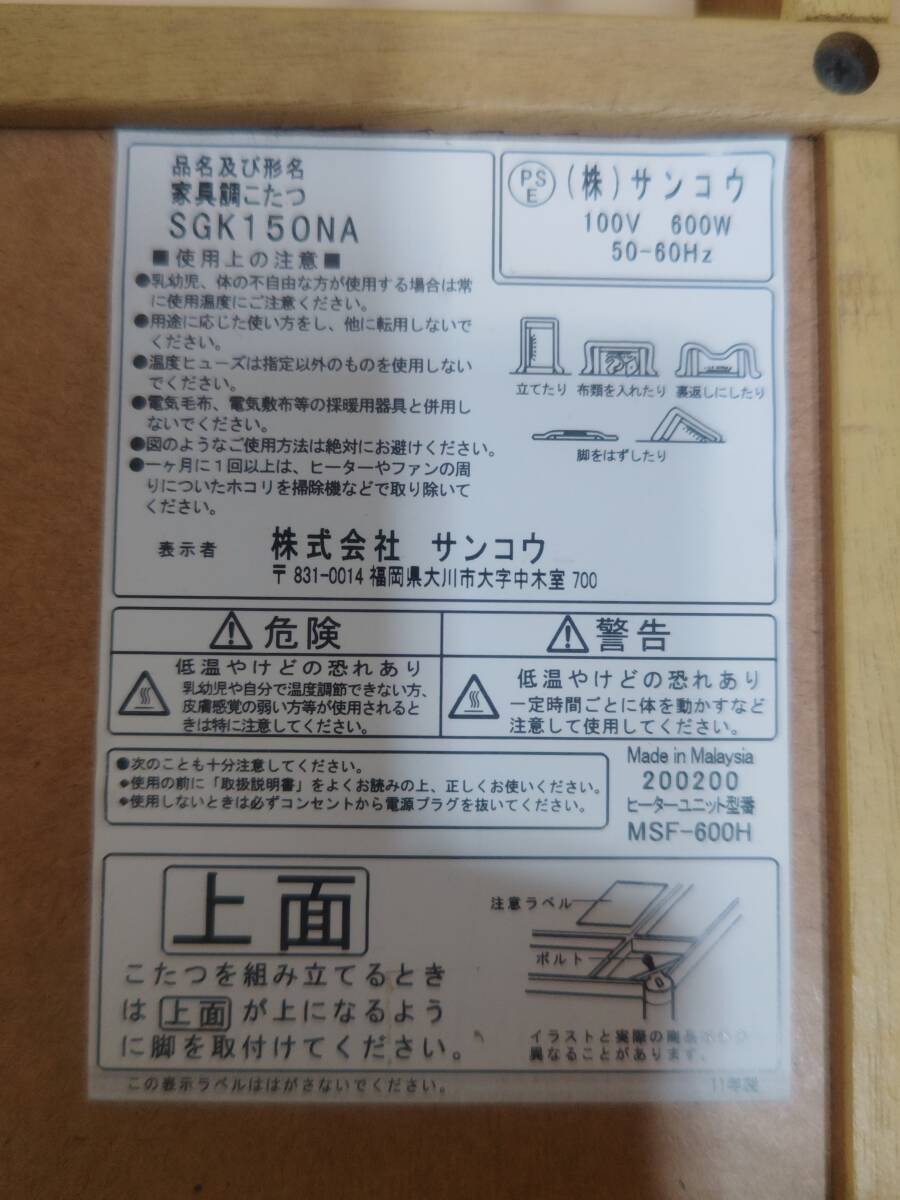 品名及び形名
家具調こたつ
SGK150NA
PS
E
(株)サンコウ
100V 600W
50-60Hz
■使用上の注意■
●乳幼児、体の不自由な方が使用する場合は常
に使用温度にご注意ください。
●用途に応じた使い方をし、他に転用しないで
ください。
●温度ヒューズは指定以外のものを使用しない
でください。
●電気毛布、電気敷布等の採暖用器具と併用し
ないでください。
●図のようなご使用方法は絶対にお避けください。
●一ヶ月に1回以上は、ヒーターやファンの周
りについたホコリを掃除機などで取り除いて
ください。
立てたり 布類を入れたり 裏返しにしたり
脚をはずしたり
表示者 株式会社 サンコウ
〒831-0014 福岡県大川市大字中木室 700
⚠危険
低温やけどの恐れあり
乳幼児や自分で温度調節できない方、
皮膚感覚の弱い方等が使用されると
きは特に注意してください。
⚠警告
低温やけどの恐れあり
一定時間ごとに体を動かすなど
注意して使用してください。
●次のことも十分注意してください。
◆使用の前に「取扱説明書」をよくお読みの上、正しくお使いください。
◆使用しないときは必ずコンセントから電源プラグを抜いてください。
Made in Malaysia
200200
ヒーターユニット型番
MSF-600H
上面
こたつを組み立てるとき
は 上面 が上になるよう
に脚を取付けてください。
注意ラベル
ボルト
イラストと実際の商品
異なることがあります。
この表示ラベルははがさないでください。
11年度